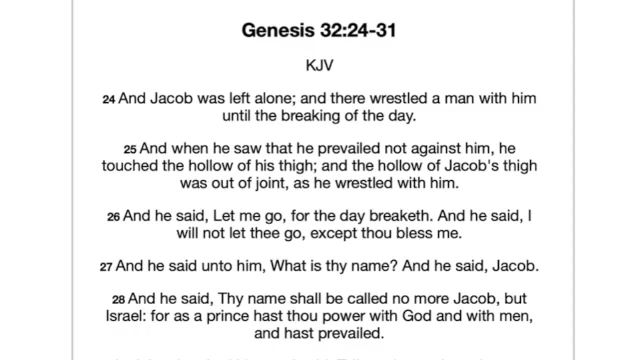 Genesis 32:24-31
KJV
24 And Jacob was left alone; and there wrestled a man with him
until the breaking of the day.
25 And when he saw that he prevailed not against him, he
touched the hollow of his thigh; and the hollow of Jacob's thigh
was out of joint, as he wrestled with him.
26 And he said, Let me go, for the day breaketh. And he said, I
will not let thee go, except thou bless me.
27 And he said unto him, What is thy name? And he said, Jacob.
28 And he said, Thy name shall be called no more Jacob, but
Israel: for as a prince hast thou power with God and with men,
and hast prevailed.